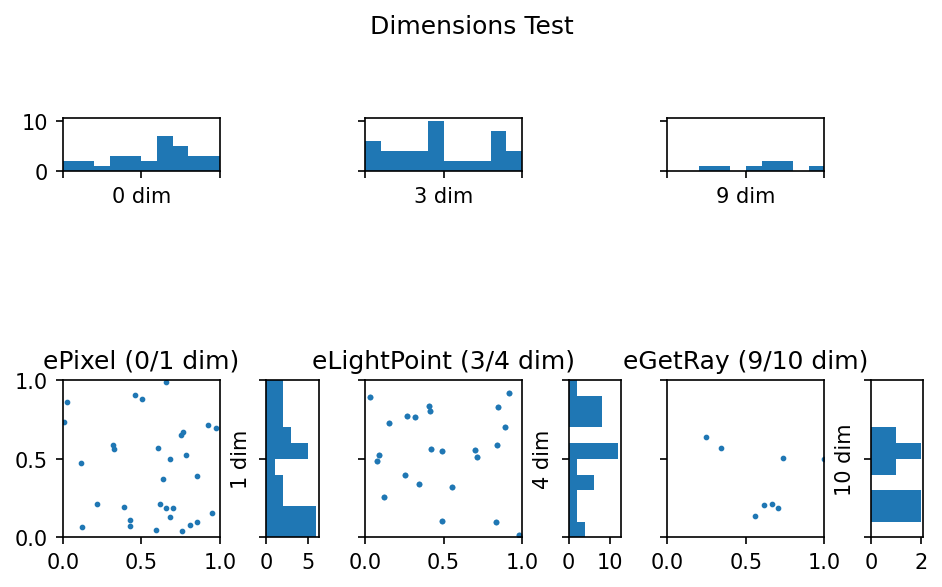 Dimensions Test
10
0
0 dim
3 dim
9 dim
ePixel (0/1 dim)
eLightPoint (3/4 dim)
eGetRay (9/10 dim)
1.0
0.5
0.0
1 dim
4 dim
10 dim
0.0 0.5 1.0
0 5
0.0 0.5 1.0
0 10
0.0 0.5 1.0
0 2